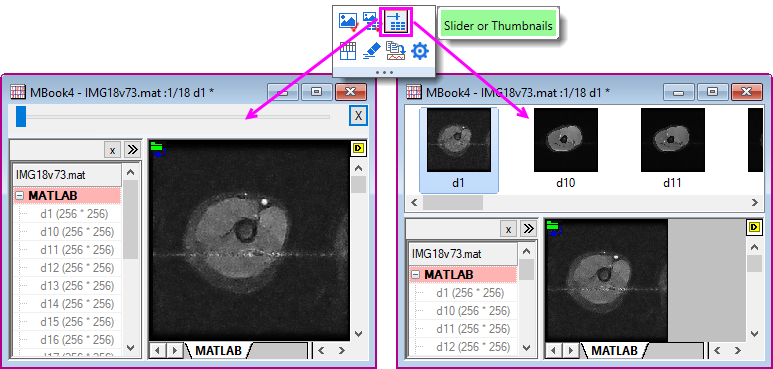 Slider or Thumbnails
MBook4 - IMG18v73.mat :1/18 d1 *
X
x
IMG18v73.mat
MATLAB
d1 (256 * 256)
d10 (256 * 256)
d11 (256 * 256)
d12 (256 * 256)
d13 (256 * 256)
d14 (256 * 256)
d15 (256 * 256)
d16 (256 * 256)
d17 (256 * 256)
D
MATLAB
MBook4 - IMG18v73.mat :1/18 d1 *
d1 d10 d11
x
IMG18v73.mat
MATLAB
d1 (256 * 256)
d10 (256 * 256)
d11 (256 * 256)
d12 (256 * 256)
D
MATLAB